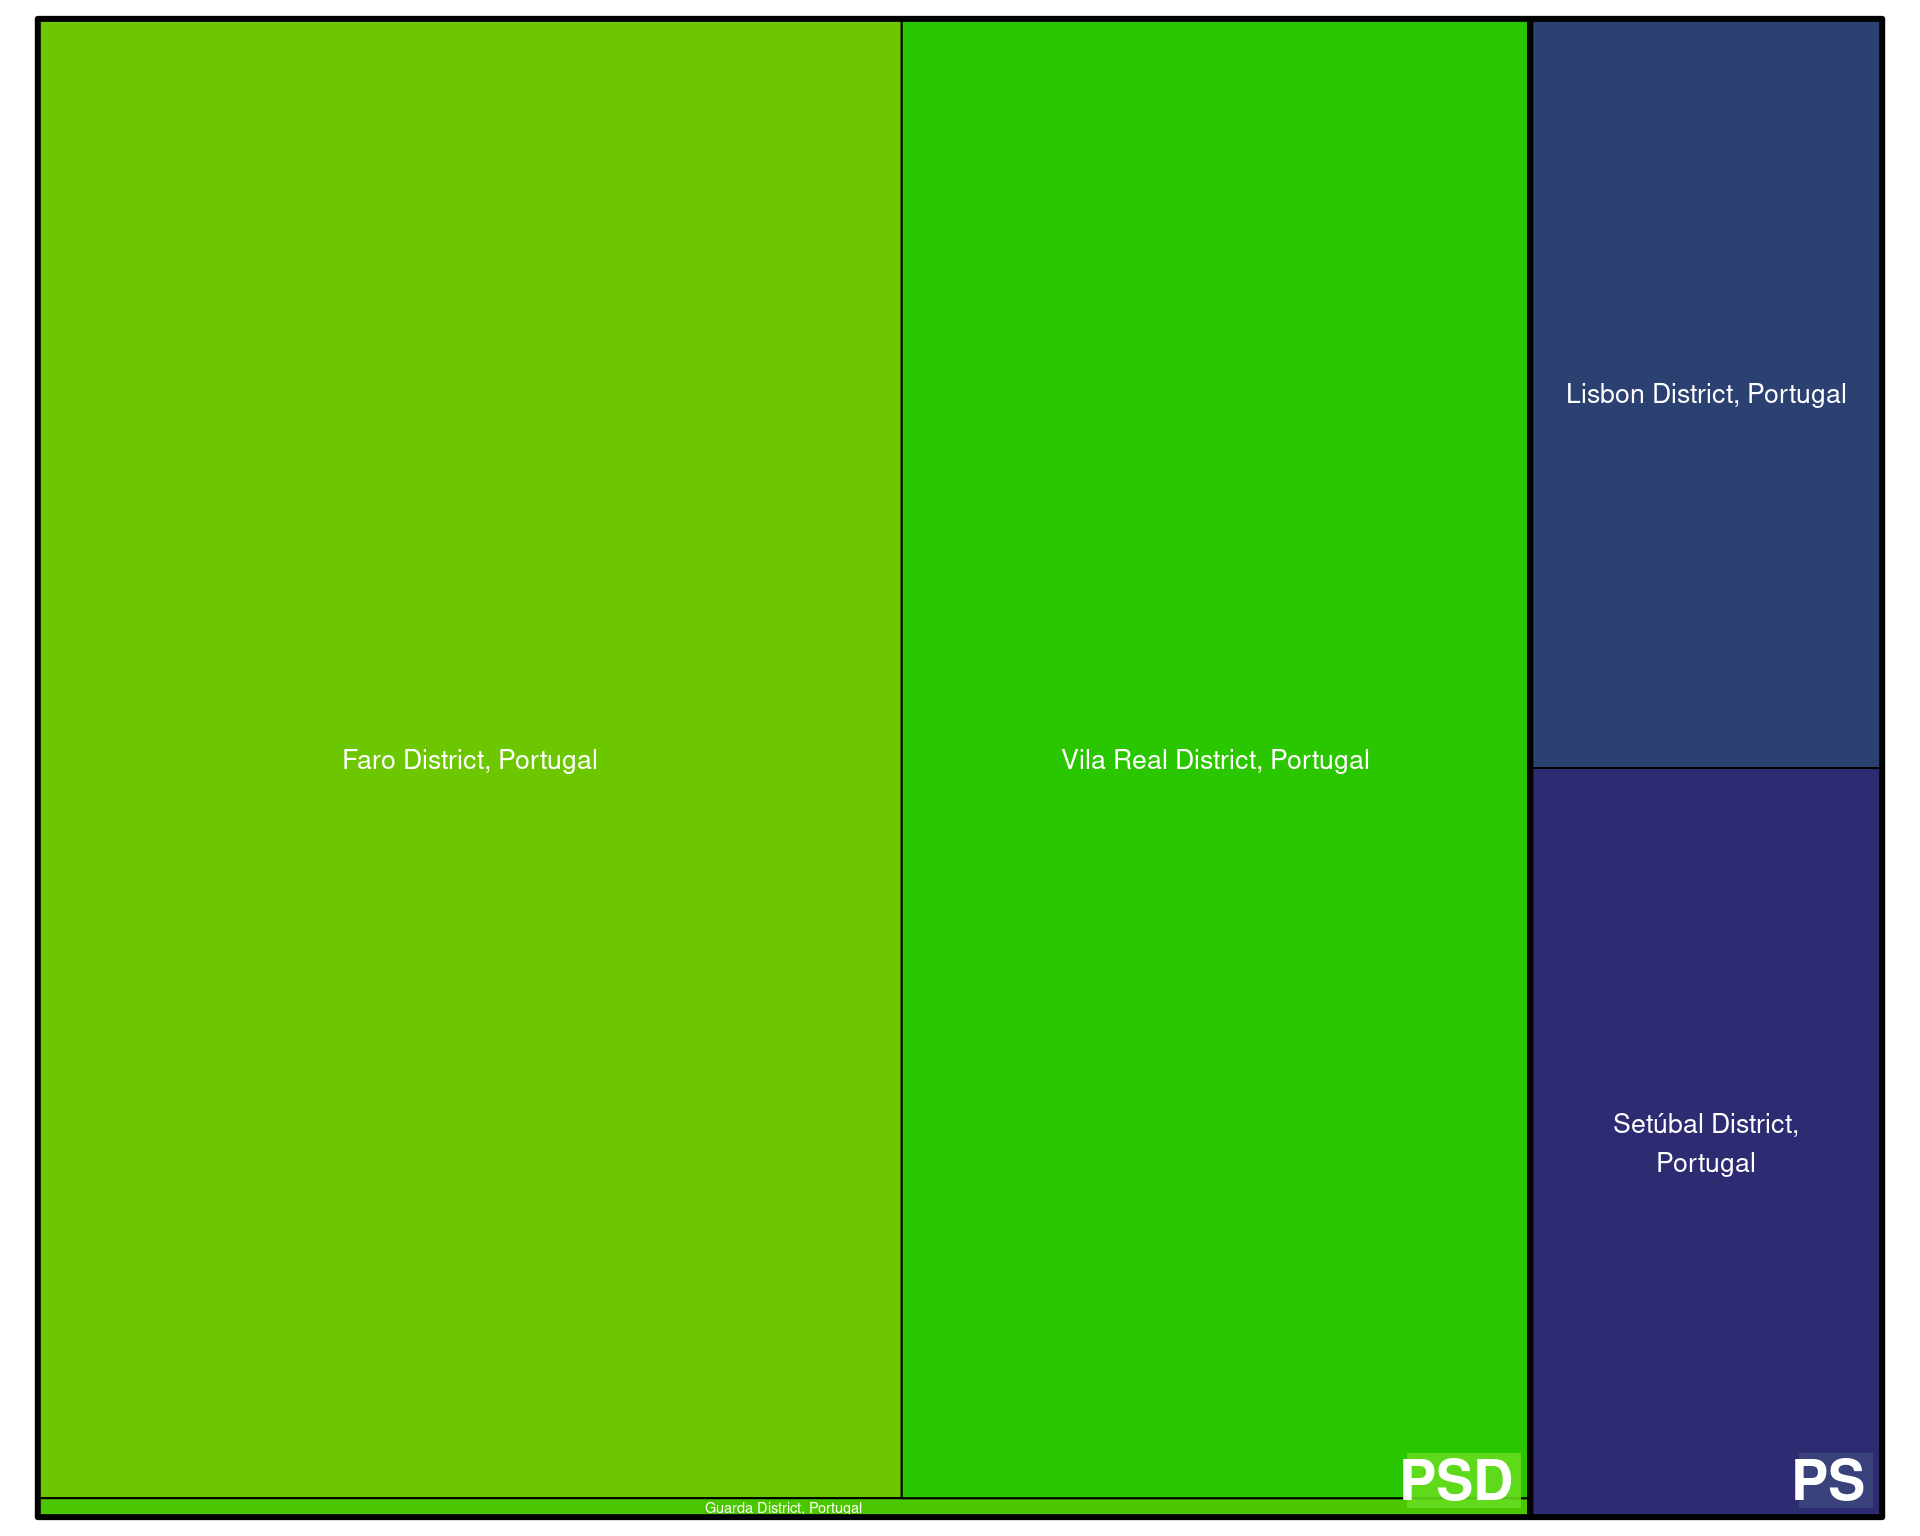 Lisbon District, Portugal
Faro District, Portugal
Vila Real District, Portugal
Setúbal District,
Portugal
PSD
PS
Guarda District, Portugal